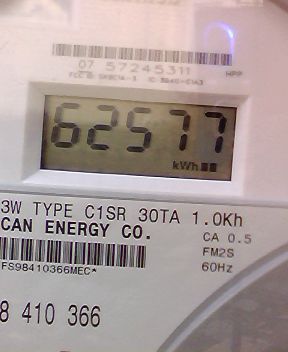 07 57245311 HPP
62577
kWh
3W TYPE C1SR 30TA 1.0Kh
CAN ENERGY CO.
CA 0.5
FM2S
FS98410366MEC*
60Hz
8 410 366